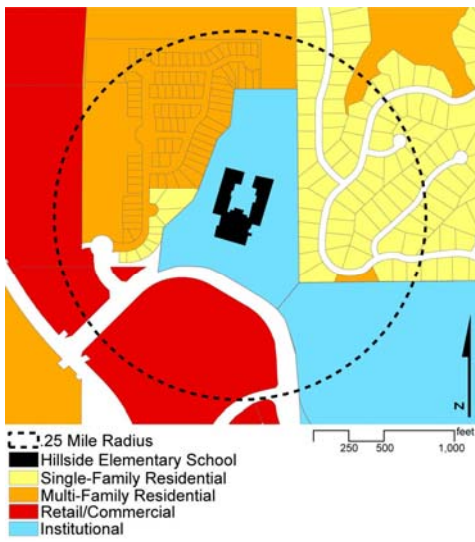 N
feet
250 500 1,000
.25 Mile Radius
Hillside Elementary School
Single-Family Residential
Multi-Family Residential
Retail/Commercial
Institutional